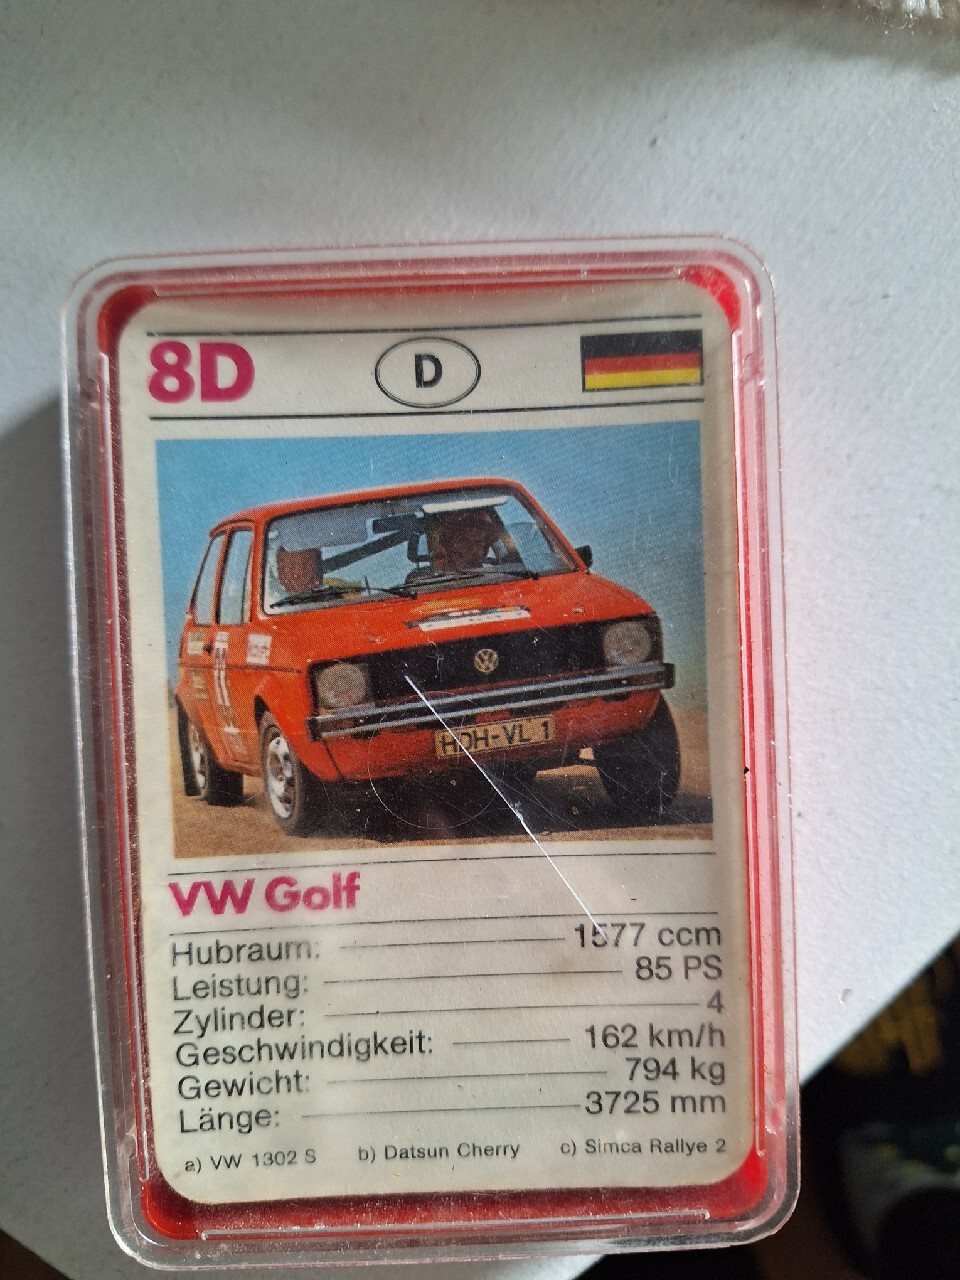 8D D
HDH-VL 1
VW Golf
Hubraum: 1577 ccm
Leistung: 85 PS
Zylinder: 4
Geschwindigkeit: 162 km/h
Gewicht: 794 kg
Länge: 3725 mm
a) VW 1302 S b) Datsun Cherry c) Simca Rallye 2